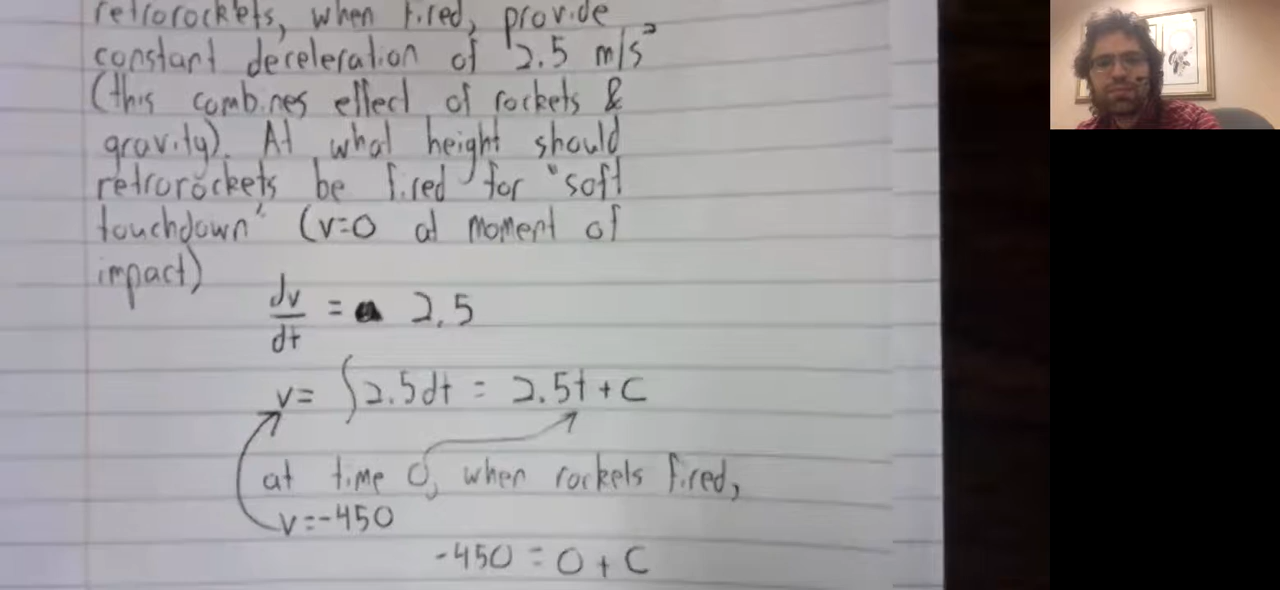 retrorockets, when fired, provide
constant deceleration of 2.5 m/s²
(this combines effect of rockets &
gravity). At what height should
retrorockets be fired for "soft
touchdown" (v=0 at moment of
impact)
dv/dt = 2.5
v= ∫2.5dt = 2.5t + C
at time 0, when rockets fired,
v=-450
-450 = 0 + C